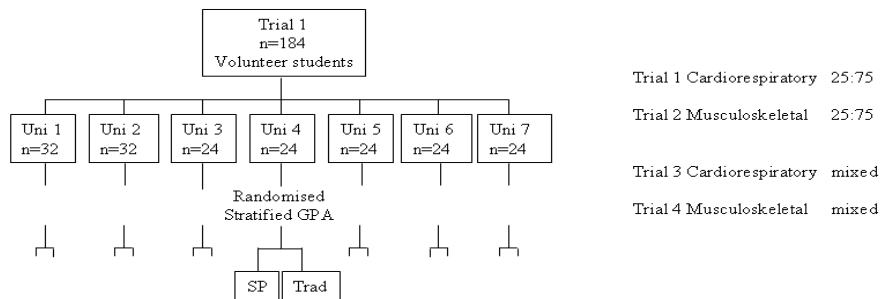 Trial 1
n=184
Volunteer students
Uni 1
n=32
Uni 2
n=32
Uni 3
n=24
Uni 4
n=24
Uni 5
n=24
Uni 6
n=24
Uni 7
n=24
Randomised
Stratified GPA
SP
Trad
Trial 1 Cardiorespiratory 25:75
Trial 2 Musculoskeletal 25:75
Trial 3 Cardiorespiratory mixed
Trial 4 Musculoskeletal mixed